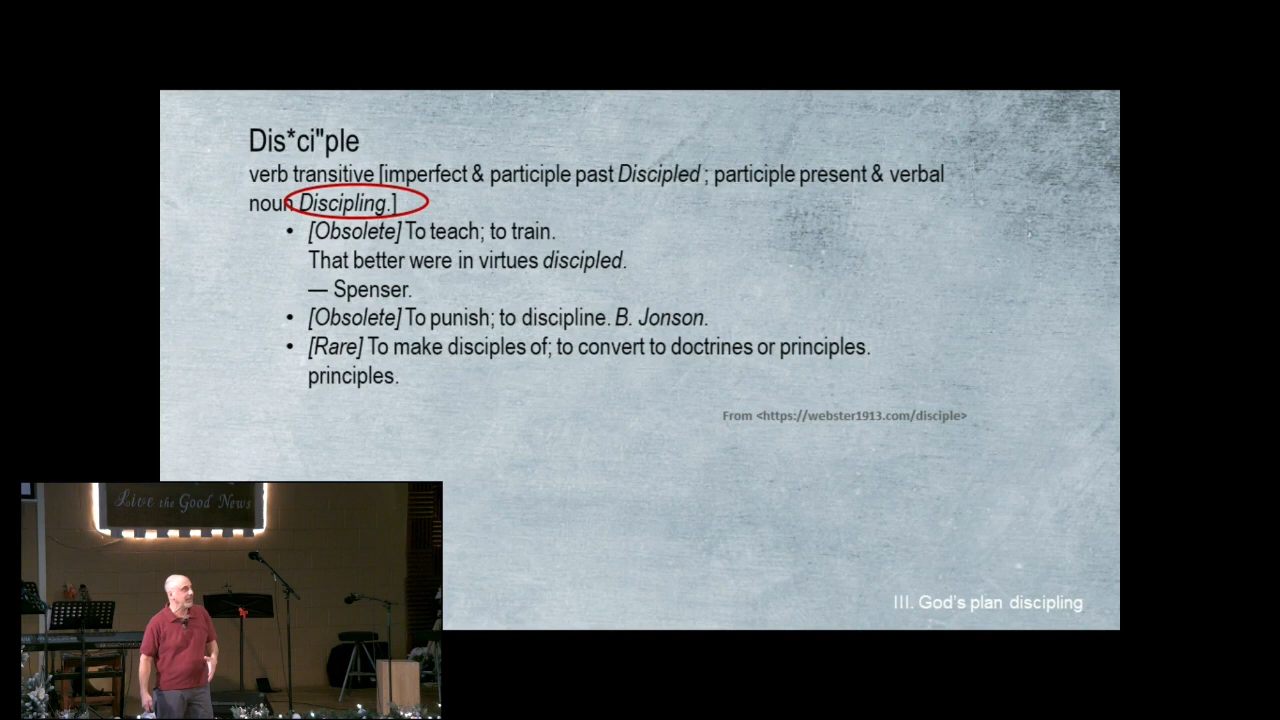 Dis*ci"ple
verb transitive [imperfect & participle past Discipled ; participle present & verbal
noun Discipling.]
• [Obsolete] To teach; to train.
That better were in virtues discipled.
— Spenser.
• [Obsolete] To punish; to discipline. B. Jonson.
• [Rare] To make disciples of; to convert to doctrines or principles.
principles.
From <https://webster1913.com/disciple>
Live the Good News
III. God's plan discipling